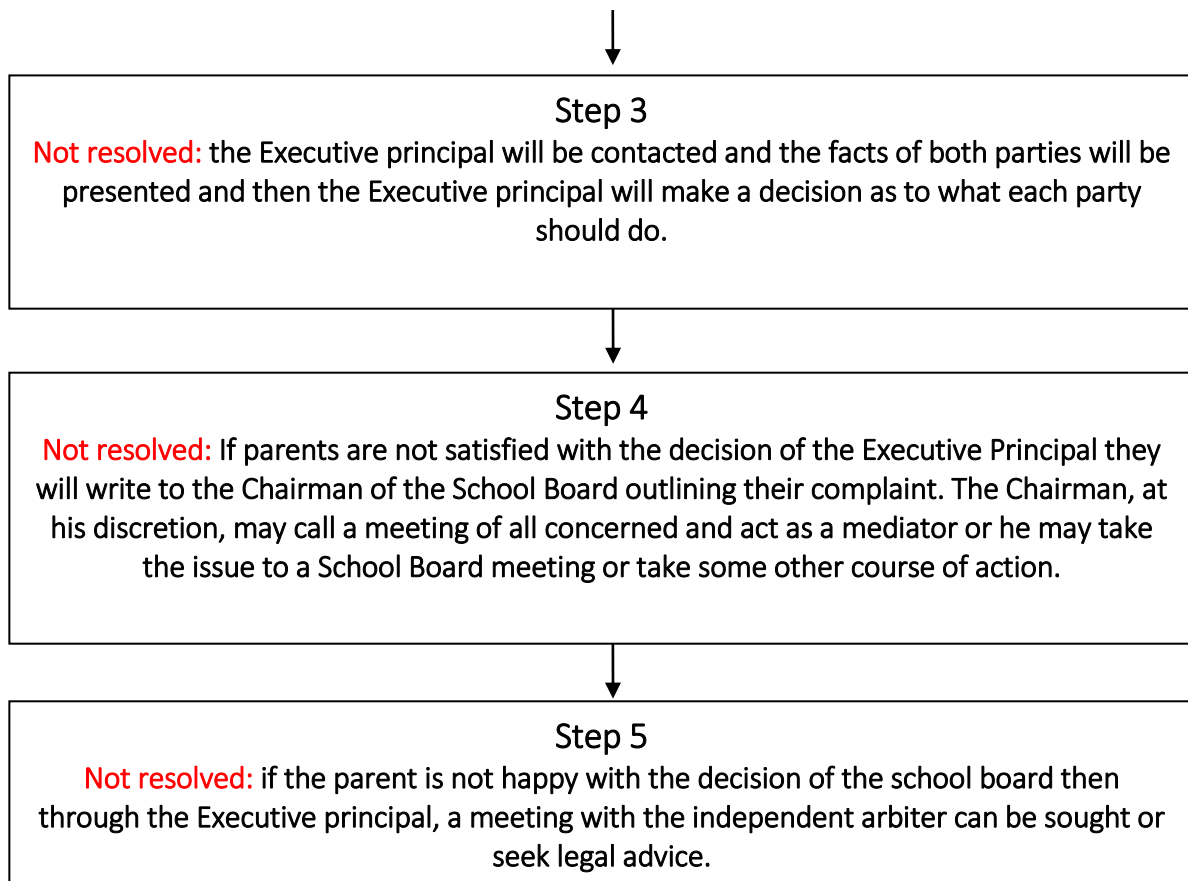 Step 3
Not resolved: the Executive principal will be contacted and the facts of both parties will be
presented and then the Executive principal will make a decision as to what each party
should do.
Step 4
Not resolved: If parents are not satisfied with the decision of the Executive Principal they
will write to the Chairman of the School Board outlining their complaint. The Chairman, at
his discretion, may call a meeting of all concerned and act as a mediator or he may take
the issue to a School Board meeting or take some other course of action.
Step 5
Not resolved: if the parent is not happy with the decision of the school board then
through the Executive principal, a meeting with the independent arbiter can be sought or
seek legal advice.